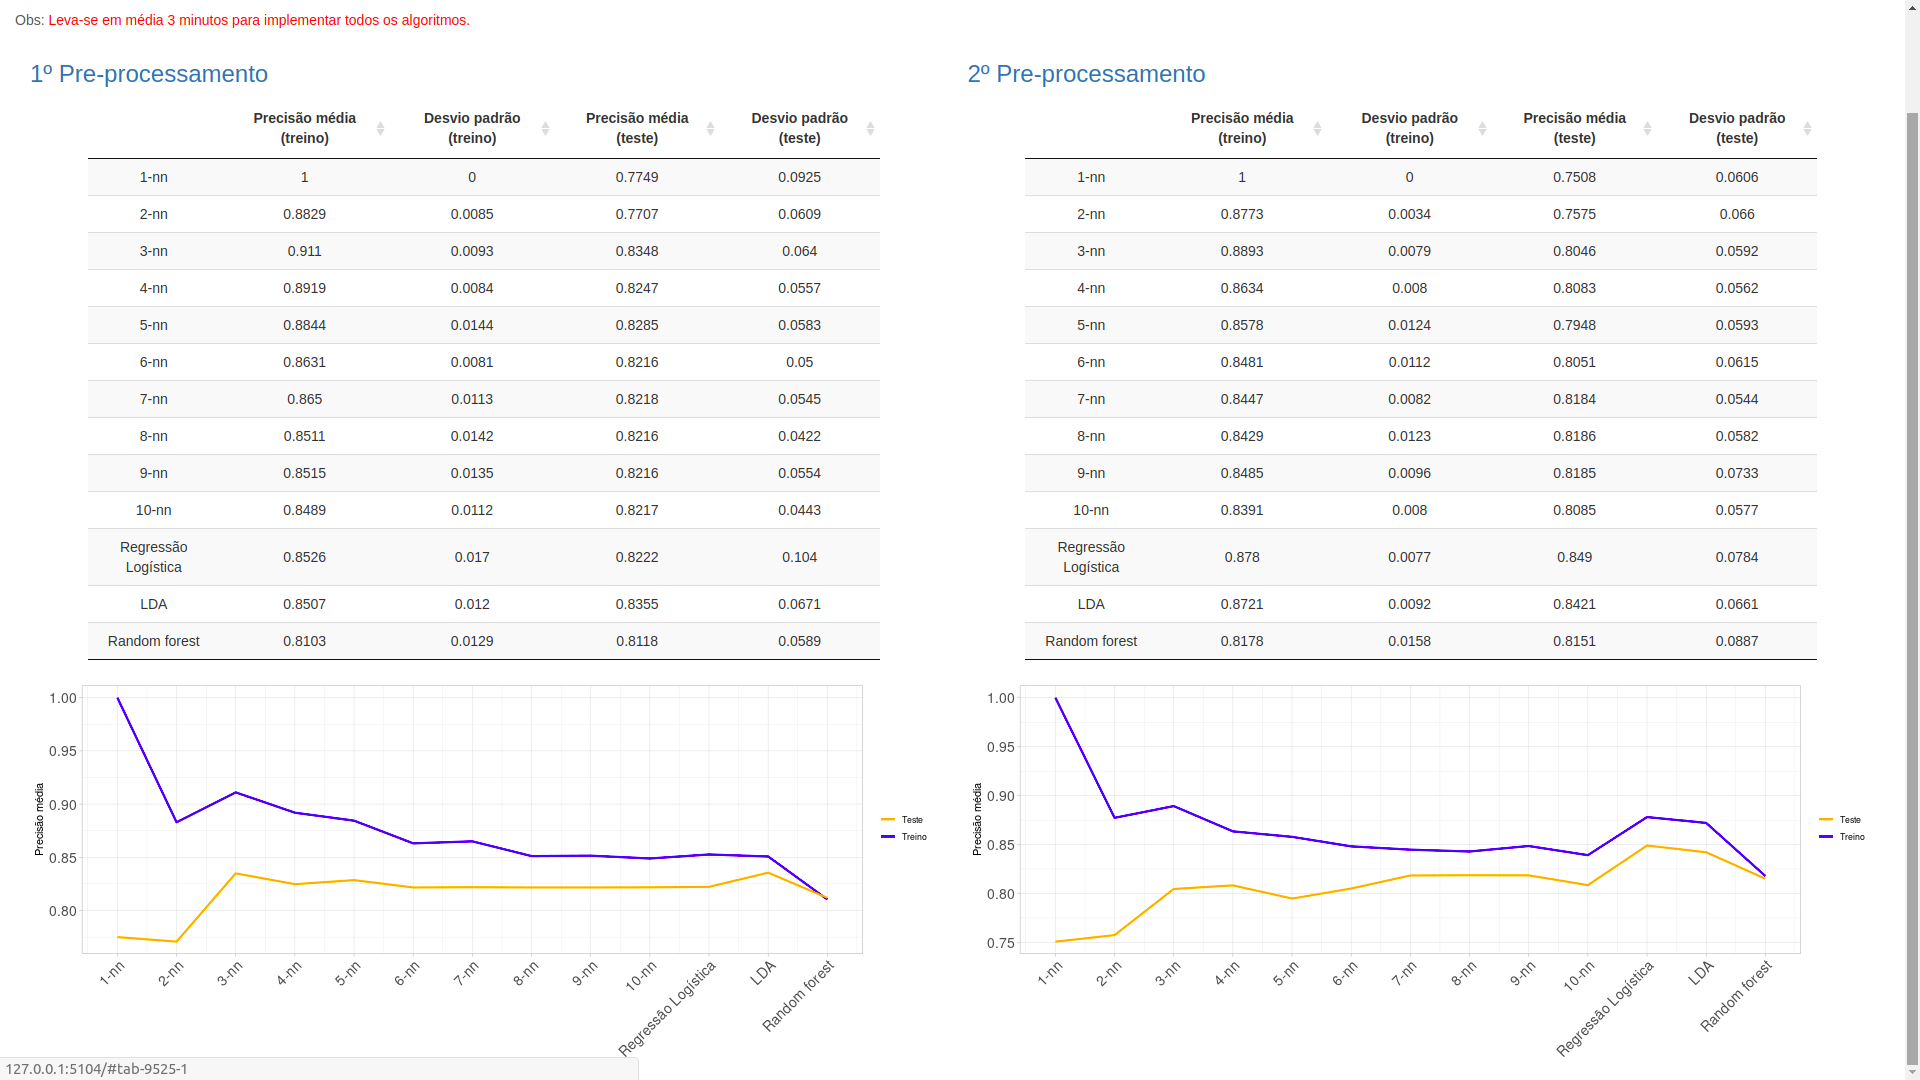 Obs: Leva-se em média 3 minutos para implementar todos os algoritmos.
1º Pre-processamento
Precisão média (treino) Desvio padrão (treino) Precisão média (teste) Desvio padrão (teste)
1-nn 1 0 0.7749 0.0925
2-nn 0.8829 0.0085 0.7707 0.0609
3-nn 0.911 0.0093 0.8348 0.064
4-nn 0.8919 0.0084 0.8247 0.0557
5-nn 0.8844 0.0144 0.8285 0.0583
6-nn 0.8631 0.0081 0.8216 0.05
7-nn 0.865 0.0113 0.8218 0.0545
8-nn 0.8511 0.0142 0.8216 0.0422
9-nn 0.8515 0.0135 0.8216 0.0554
10-nn 0.8489 0.0112 0.8217 0.0443
Regressão Logística 0.8526 0.017 0.8222 0.104
LDA 0.8507 0.012 0.8355 0.0671
Random forest 0.8103 0.0129 0.8118 0.0589
Precisão média
1.00
0.95
0.90
0.85
0.80
1-nn 2-nn 3-nn 4-nn 5-nn 6-nn 7-nn 8-nn 9-nn 10-nn Regressão Logística LDA Random forest
Teste
Treino
2º Pre-processamento
Precisão média (treino) Desvio padrão (treino) Precisão média (teste) Desvio padrão (teste)
1-nn 1 0 0.7508 0.0606
2-nn 0.8773 0.0034 0.7575 0.066
3-nn 0.8893 0.0079 0.8046 0.0592
4-nn 0.8634 0.008 0.8083 0.0562
5-nn 0.8578 0.0124 0.7948 0.0593
6-nn 0.8481 0.0112 0.8051 0.0615
7-nn 0.8447 0.0082 0.8184 0.0544
8-nn 0.8429 0.0123 0.8186 0.0582
9-nn 0.8485 0.0096 0.8185 0.0733
10-nn 0.8391 0.008 0.8085 0.0577
Regressão Logística 0.878 0.0077 0.849 0.0784
LDA 0.8721 0.0092 0.8421 0.0661
Random forest 0.8178 0.0158 0.8151 0.0887
Precisão média
1.00
0.95
0.90
0.85
0.80
0.75
1-nn 2-nn 3-nn 4-nn 5-nn 6-nn 7-nn 8-nn 9-nn 10-nn Regressão Logística LDA Random forest
Teste
Treino
127.0.0.1:5104/#tab-9525-1